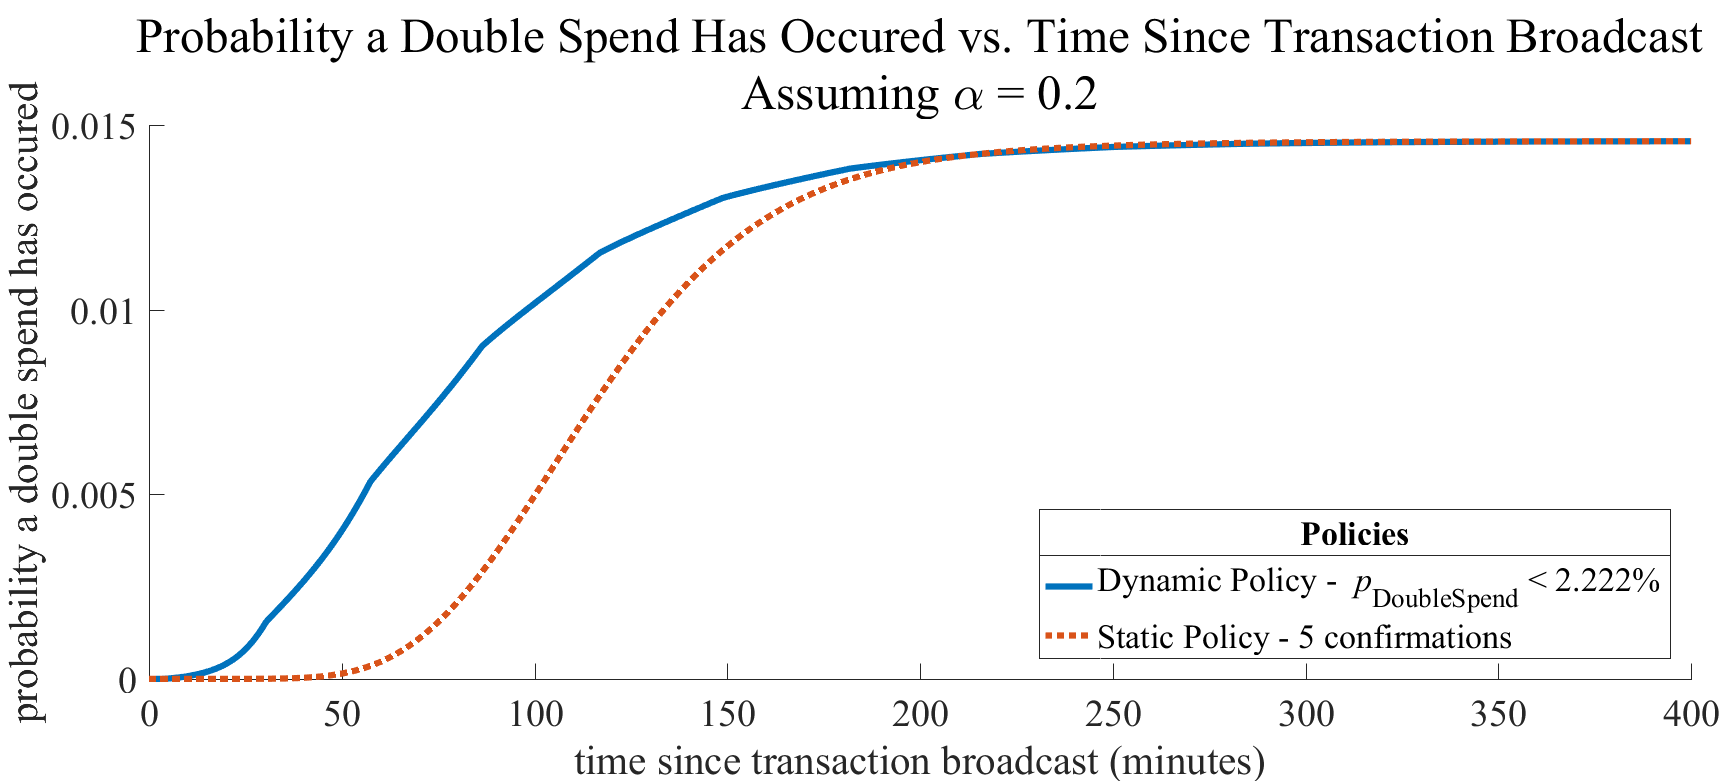 Probability a Double Spend Has Occured vs. Time Since Transaction Broadcast
Assuming α = 0.2
probability a double spend has occured
0.015
0.01
0.005
0
0 50 100 150 200 250 300 350 400
time since transaction broadcast (minutes)
Policies
Dynamic Policy - pDoubleSpend < 2.222%
Static Policy - 5 confirmations